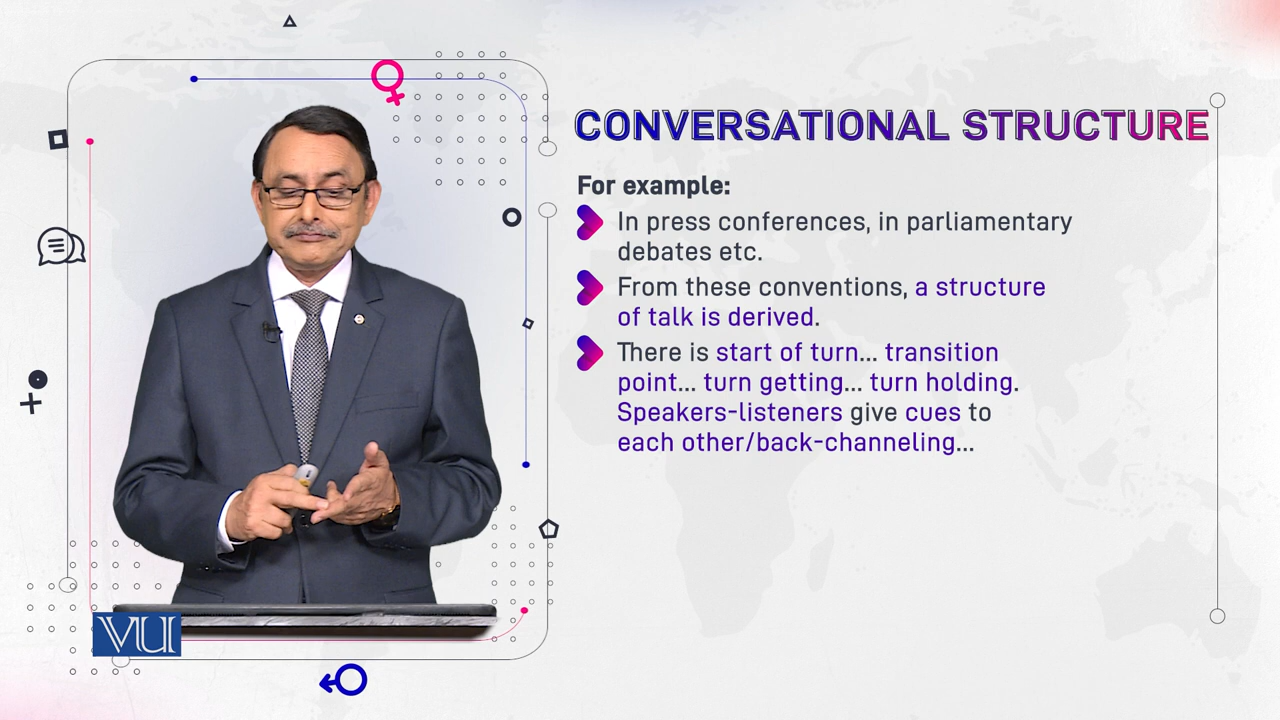 CONVERSATIONAL STRUCTURE
For example:
In press conferences, in parliamentary
debates etc.
From these conventions, a structure
of talk is derived.
There is start of turn... transition
point... turn getting... turn holding.
Speakers-listeners give cues to
each other/back-channeling...
VU